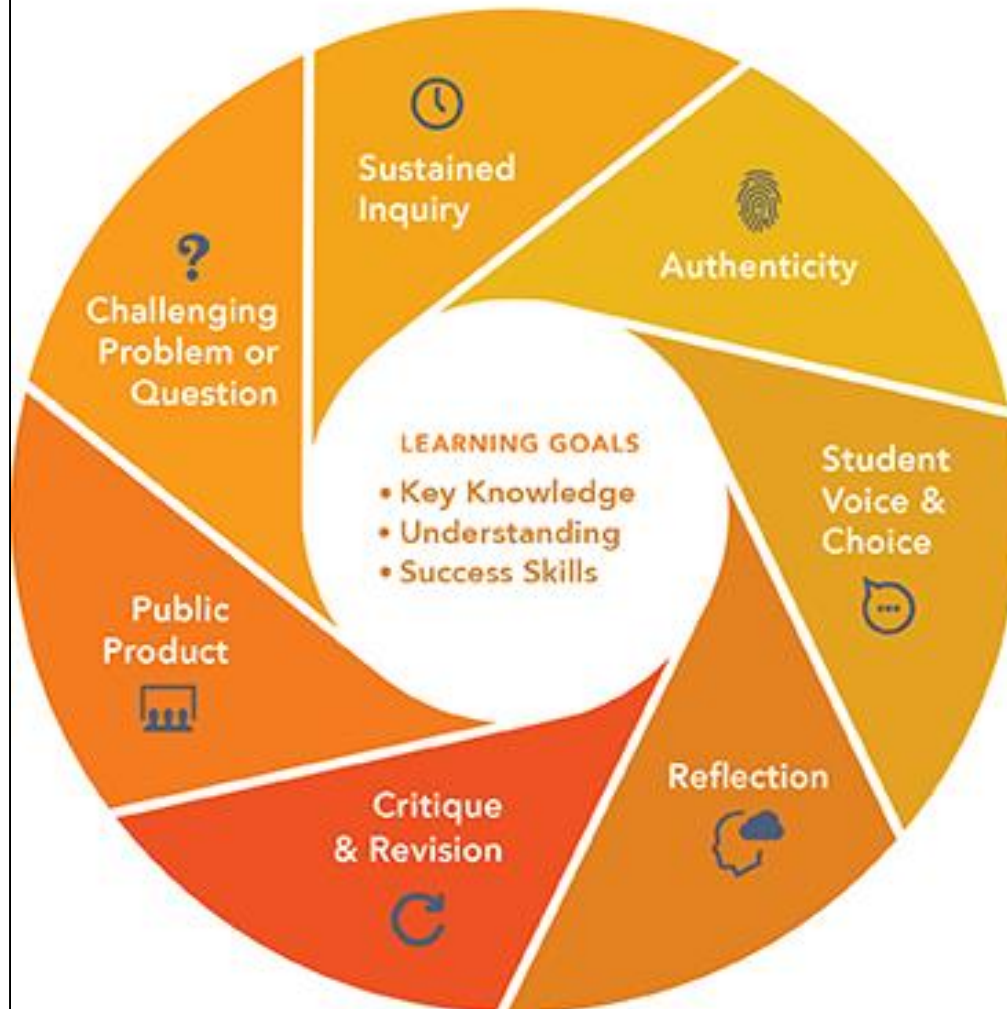 Sustained
Inquiry
Authenticity
Student
Voice &
Choice
Reflection
Critique
& Revision
Public
Product
?
Challenging
Problem or
Question
LEARNING GOALS
• Key Knowledge
• Understanding
• Success Skills